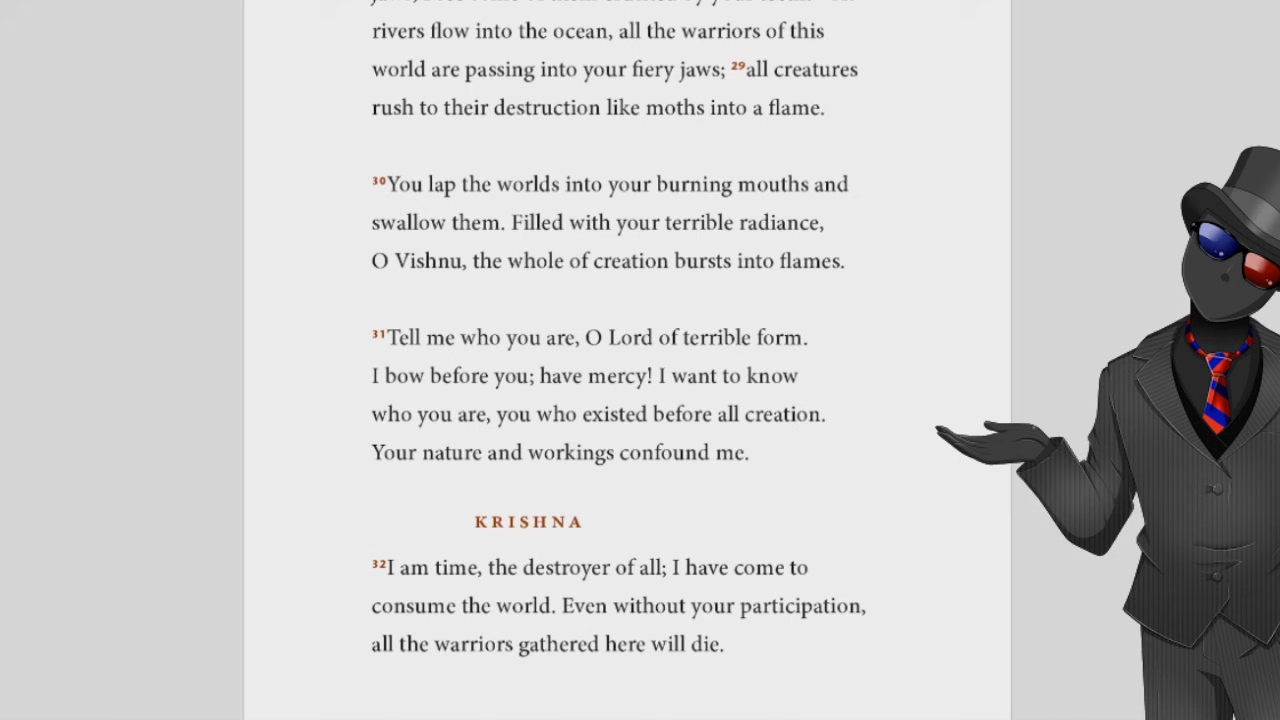 rivers flow into the ocean, all the warriors of this
world are passing into your fiery jaws; ²⁹all creatures
rush to their destruction like moths into a flame.
³⁰You lap the worlds into your burning mouths and
swallow them. Filled with your terrible radiance,
O Vishnu, the whole of creation bursts into flames.
³¹Tell me who you are, O Lord of terrible form.
I bow before you; have mercy! I want to know
who you are, you who existed before all creation.
Your nature and workings confound me.
KRISHNA
³²I am time, the destroyer of all; I have come to
consume the world. Even without your participation,
all the warriors gathered here will die.